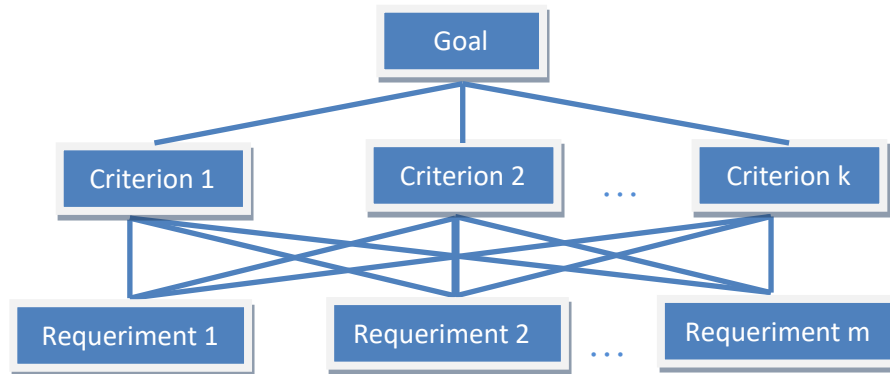 Goal
Criterion 1
Criterion 2
...
Criterion k
Requeriment 1
Requeriment 2
...
Requeriment m